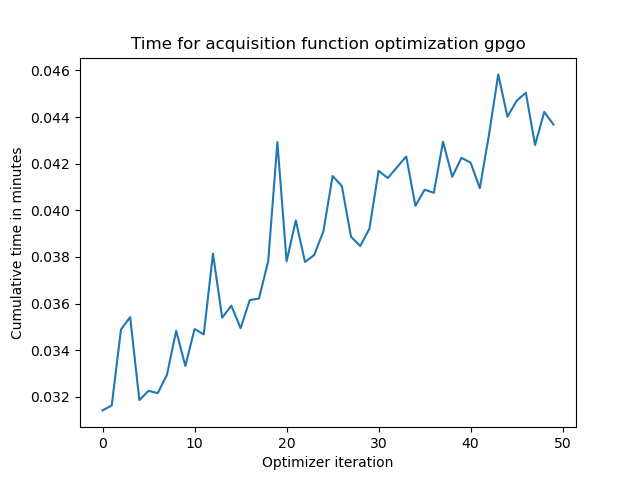 Time for acquisition function optimization gpgo
0.046
0.044
0.042
0.040
0.038
0.036
0.034
0.032
Cumulative time in minutes
0 10 20 30 40 50
Optimizer iteration